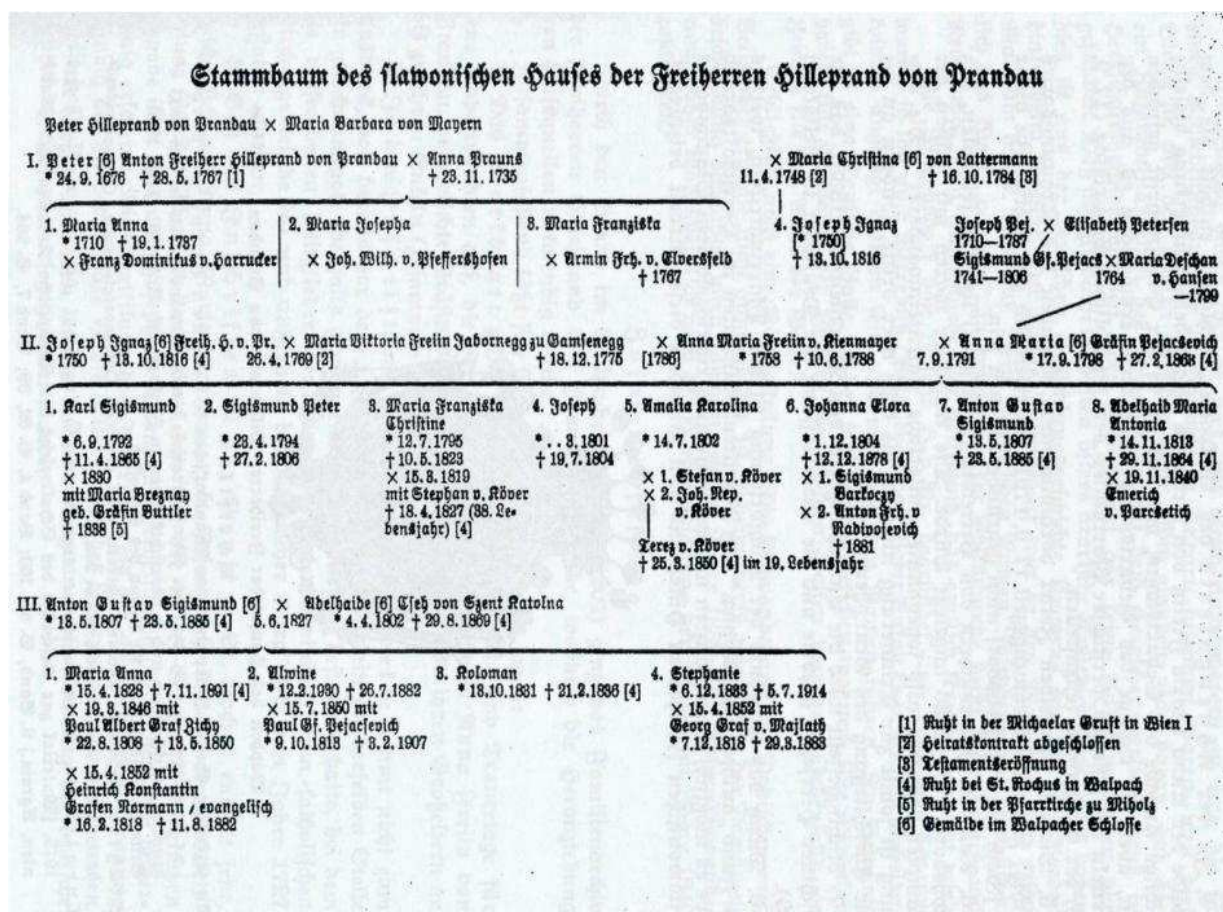 Stammbaum des slawonischen Hauses der Freiherren Hilleprand von Prandau
Peter Hilleprand von Prandau × Maria Barbara von Mayern
I. Peter [6] Anton Freiherr Hilleprand von Prandau × Anna Prauns × Maria Christina [6] von Lattermann
* 24.9.1676 † 28.5.1767 [1] † 23.11.1735 11.4.1748 [2] † 16.10.1784 [3]
1. Maria Anna
* 1710 † 19.1.1737
× Franz Dominikus v. Harrucker
2. Maria Josepha
× Joh. Wilh. v. Pfeffershofen
3. Maria Franziska
× Armin Frh. v. Elversfeld
† 1767
4. Joseph Ignaz
[* 1750]
† 13.10.1816
Joseph Pej. × Elisabeth Petersen
1710—1787
Sigismund Gf. Pejacs × Maria Deschan
1741—1806 1764 v. Hansen
—1799
II. Joseph Ignaz [6] Freih. H. v. Pr. × Maria Viktoria Freiin Jabornegg zu Gamsenegg × Anna Maria Freiin v. Kienmayer × Anna Maria [6] Gräfin Pejacsevich
* 1750 † 13.10.1816 [4] 26.4.1769 [2] † 18.12.1775 [1786] * 1758 † 10.6.1788 7.9.1791 * 17.9.1798 † 27.2.1868 [4]
1. Karl Sigismund
* 6.9.1792
† 11.4.1865 [4]
× 1830
mit Maria Breznay
geb. Gräfin Buttler
† 1838 [5]
2. Sigismund Peter
* 23.4.1794
† 27.2.1806
3. Maria Franziska
Christine
* 12.7.1795
† 10.5.1823
× 15.3.1819
mit Stephan v. Köver
† 18.4.1827 (38. Le-
bensjahr) [4]
4. Joseph
* . . 3.1801
† 19.7.1804
5. Amalia Karolina
* 14.7.1802
× 1. Stefan v. Köver
× 2. Joh. Nep.
v. Köver
Terez v. Köver
† 25.3.1850 [4] im 19. Lebensjahr
6. Johanna Clora
* 1.12.1804
† 12.12.1878 [4]
× 1. Sigismund
Barkoczy
× 2. Anton Frh. v
Radivojevich
† 1881
7. Anton Gustav
Sigismund
* 13.5.1807
† 23.5.1885 [4]
8. Adelhaid Maria
Antonia
* 14.11.1813
† 29.11.1864 [4]
× 19.11.1840
Emerich
v. Parcsetich
III. Anton Gustav Sigismund [6] × Adelhaide [6] Cseh von Szent Katolna
* 13.5.1807 † 23.5.1885 [4] 5.6.1827 * 4.4.1802 † 29.8.1869 [4]
1. Maria Anna
* 15.4.1828 † 7.11.1891 [4]
× 19.3.1846 mit
Paul Albert Graf Zichy
* 22.8.1808 † 13.5.1850
× 15.4.1852 mit
Heinrich Konstantin
Grafen Normann / evangelisch
* 16.2.1818 † 11.8.1882
2. Alvine
* 12.2.1930 † 26.7.1882
× 15.7.1850 mit
Paul Gf. Pejacsevich
* 9.10.1813 † 3.2.1907
3. Koloman
* 13.10.1831 † 21.2.1836 [4]
4. Stephanie
* 6.12.1833 † 5.7.1914
× 15.4.1852 mit
Georg Graf v. Majlath
* 7.12.1818 † 29.3.1883
[1] Ruht in der Michaelar Gruft in Wien I
[2] Heiratskontrakt abgeschlossen
[3] Testamentseröffnung
[4] Ruht bei St. Rochus in Walpach
[5] Ruht in der Pfarrkirche zu Miholz
[6] Gemälde im Walpacher Schlosse